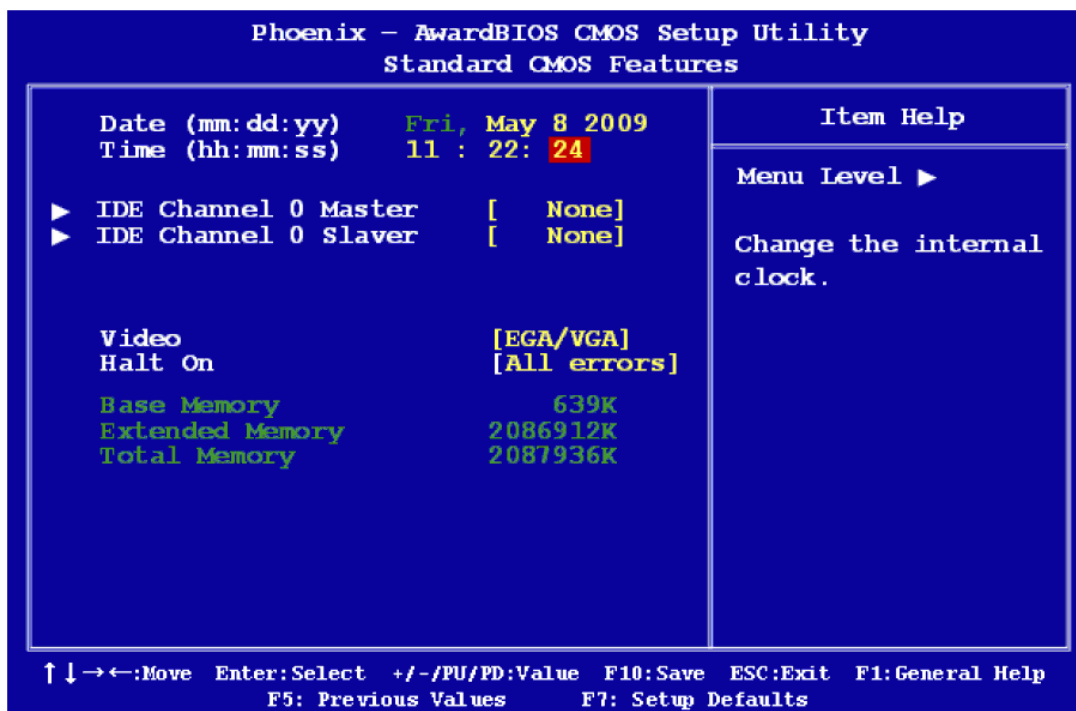 Phoenix – AwardBIOS CMOS Setup Utility
Standard CMOS Features
Date (mm:dd:yy) Fri, May 8 2009
Time (hh:mm:ss) 11 : 22: 24
▶ IDE Channel 0 Master [ None]
▶ IDE Channel 0 Slaver [ None]
Video [EGA/VGA]
Halt On [All errors]
Base Memory 639K
Extended Memory 2086912K
Total Memory 2087936K
Item Help
Menu Level ▶
Change the internal
clock.
↑↓→←:Move Enter:Select +/-/PU/PD:Value F10:Save ESC:Exit F1:General Help
F5: Previous Values F7: Setup Defaults